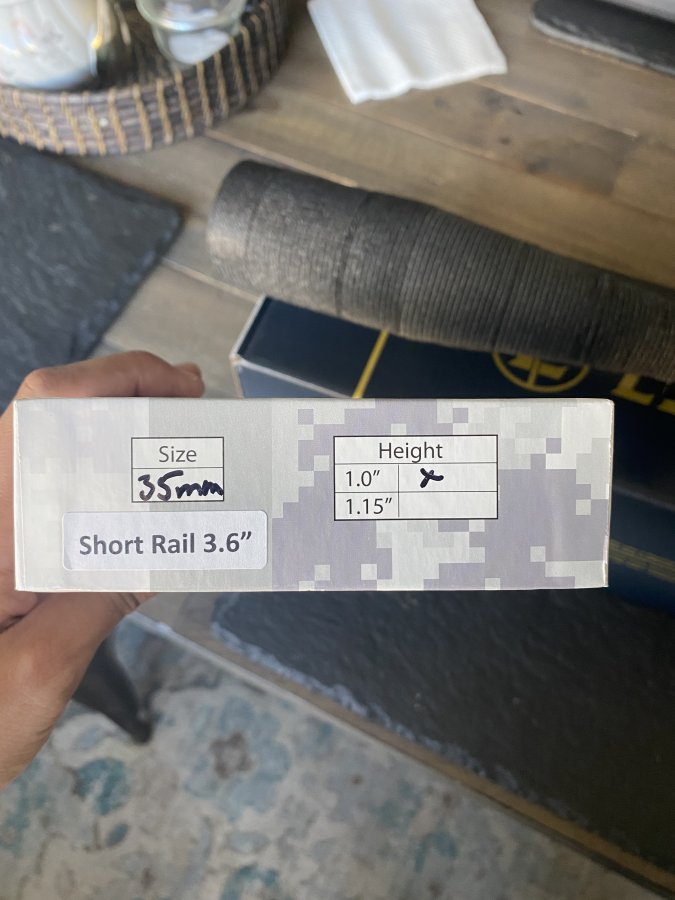 Size
35mm
Short Rail 3.6”
Height
1.0” x
1.15”